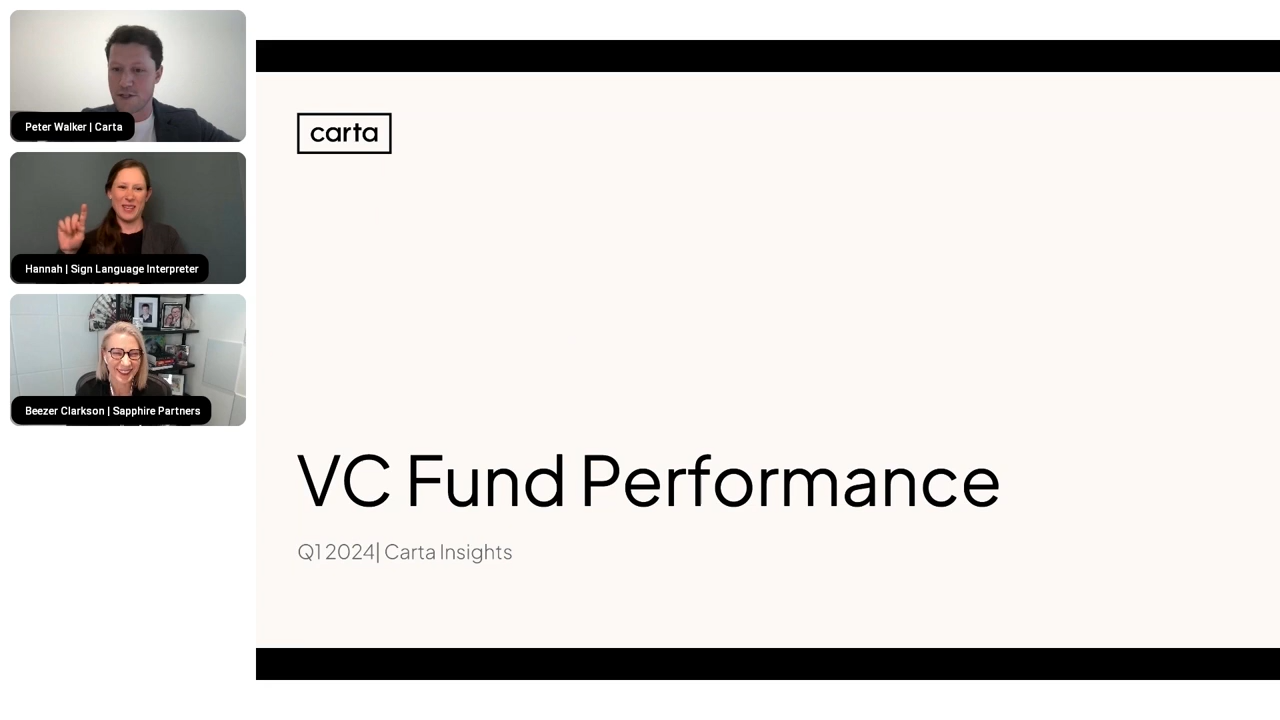 Peter Walker | Carta
Hannah | Sign Language Interpreter
Beezer Clarkson | Sapphire Partners
carta
VC Fund Performance
Q1 2024| Carta Insights